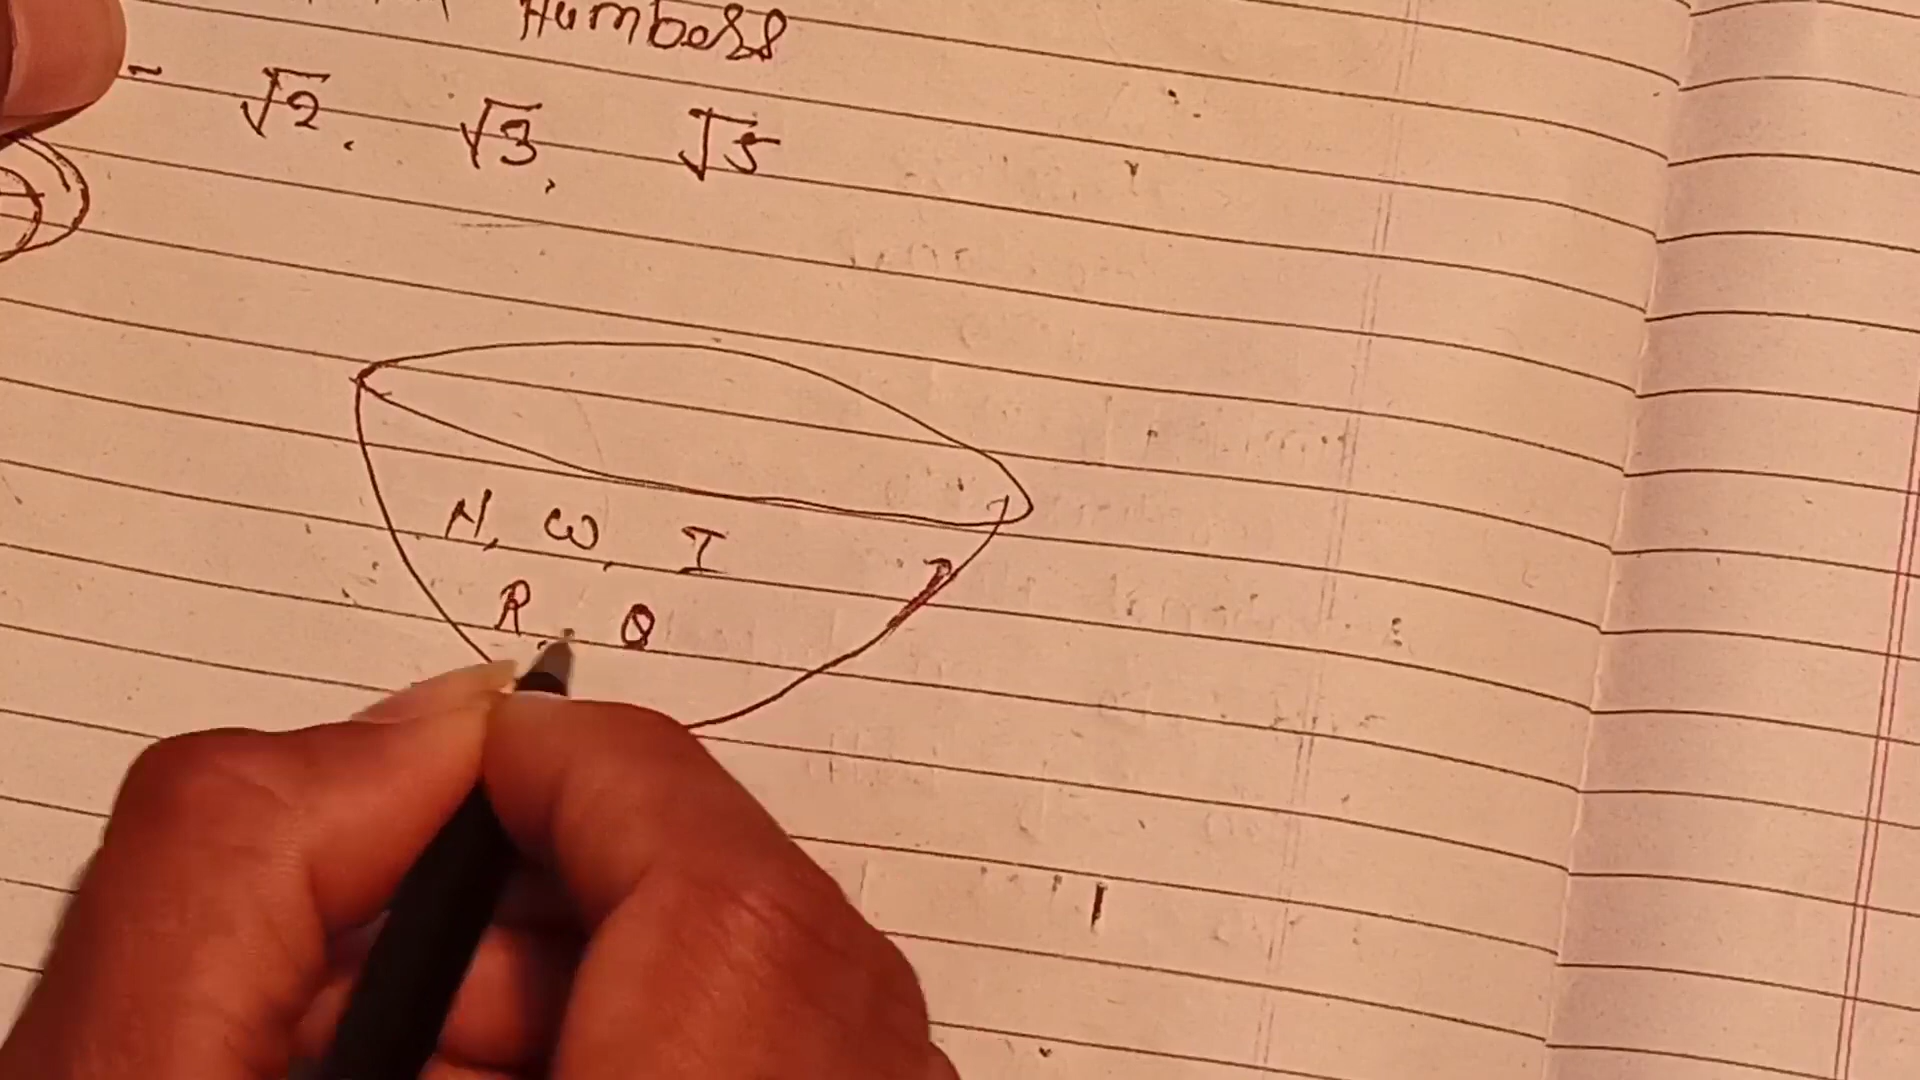 Numbers
- √2, √3, √5
N, W, I
R, Q